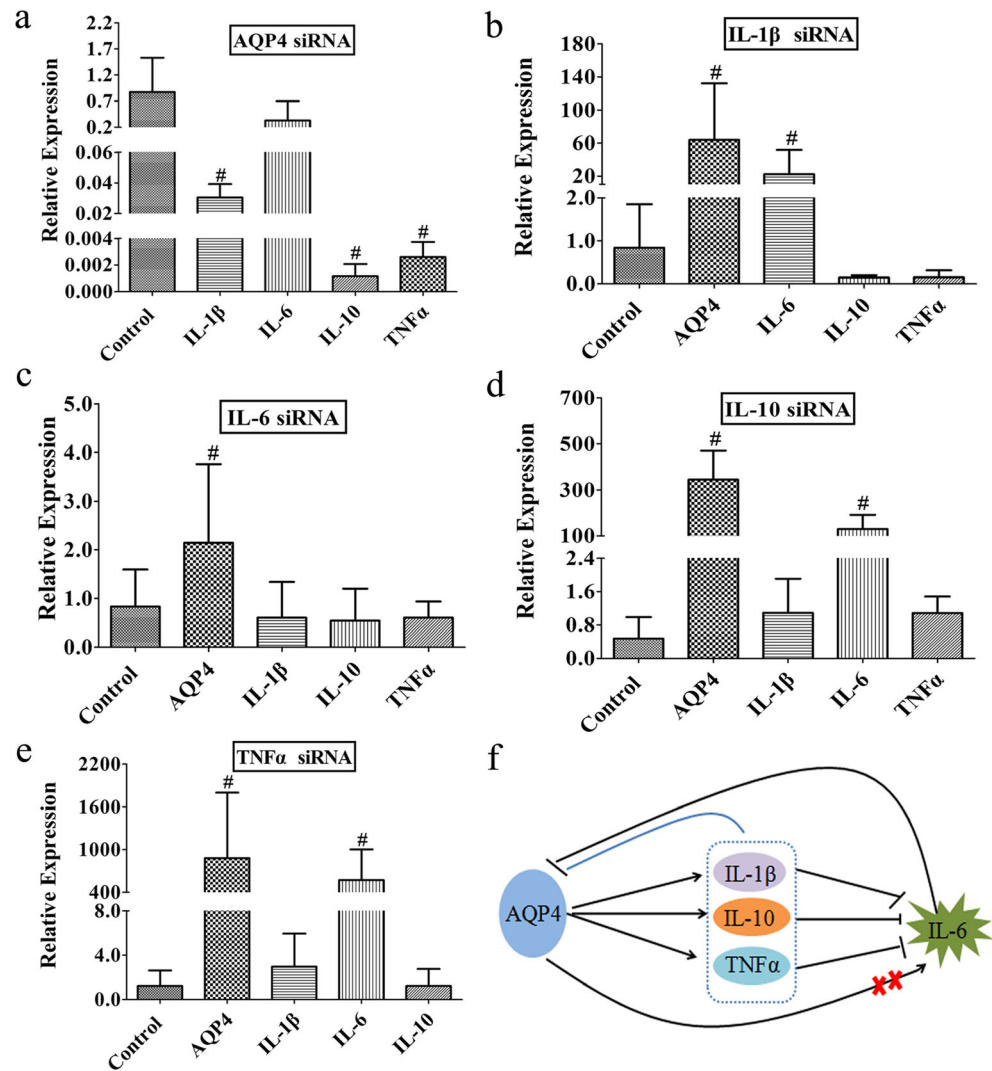 a
AQP4 siRNA
Relative Expression
2.2
1.7
1.2
0.7
0.2
0.06
0.04
0.02
0.004
0.002
0.000
#
#
#
Control
IL-1β
IL-6
IL-10
TNFα
b
IL-1β siRNA
Relative Expression
180
140
100
60
20
2.0
1.0
0.0
#
#
Control
AQP4
IL-6
IL-10
TNFα
c
IL-6 siRNA
Relative Expression
5.0
4.0
3.0
2.0
1.0
0.0
#
Control
AQP4
IL-1β
IL-10
TNFα
d
IL-10 siRNA
Relative Expression
700
500
300
100
2.4
1.6
0.8
0.0
#
#
Control
AQP4
IL-1β
IL-6
TNFα
e
TNFα siRNA
Relative Expression
2200
1600
1000
400
8.0
4.0
0.0
#
#
Control
AQP4
IL-1β
IL-6
IL-10
f
AQP4
IL-1β
IL-10
TNFα
IL-6